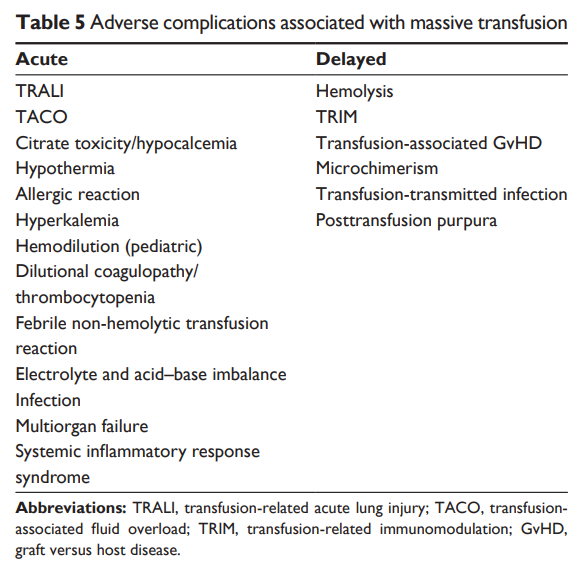 Table 5 Adverse complications associated with massive transfusion
Acute Delayed
TRALI Hemolysis
TACO TRIM
Citrate toxicity/hypocalcemia Transfusion-associated GvHD
Hypothermia Microchimerism
Allergic reaction Transfusion-transmitted infection
Hyperkalemia Posttransfusion purpura
Hemodilution (pediatric)
Dilutional coagulopathy/
thrombocytopenia
Febrile non-hemolytic transfusion
reaction
Electrolyte and acid–base imbalance
Infection
Multiorgan failure
Systemic inflammatory response
syndrome
Abbreviations: TRALI, transfusion-related acute lung injury; TACO, transfusion-
associated fluid overload; TRIM, transfusion-related immunomodulation; GvHD,
graft versus host disease.